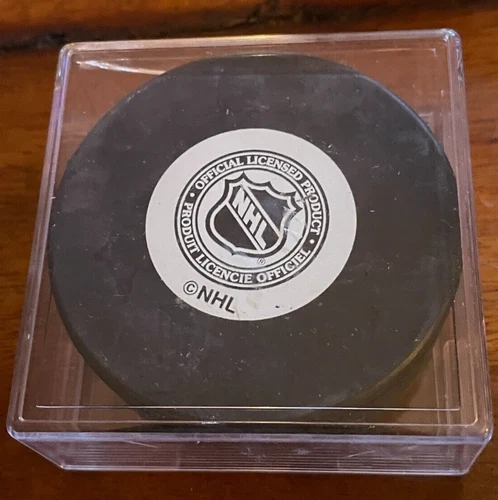 • OFFICIAL LICENSED PRODUCT •
NHL
®
PRODUIT LICENCIE OFFICIEL
©NHL